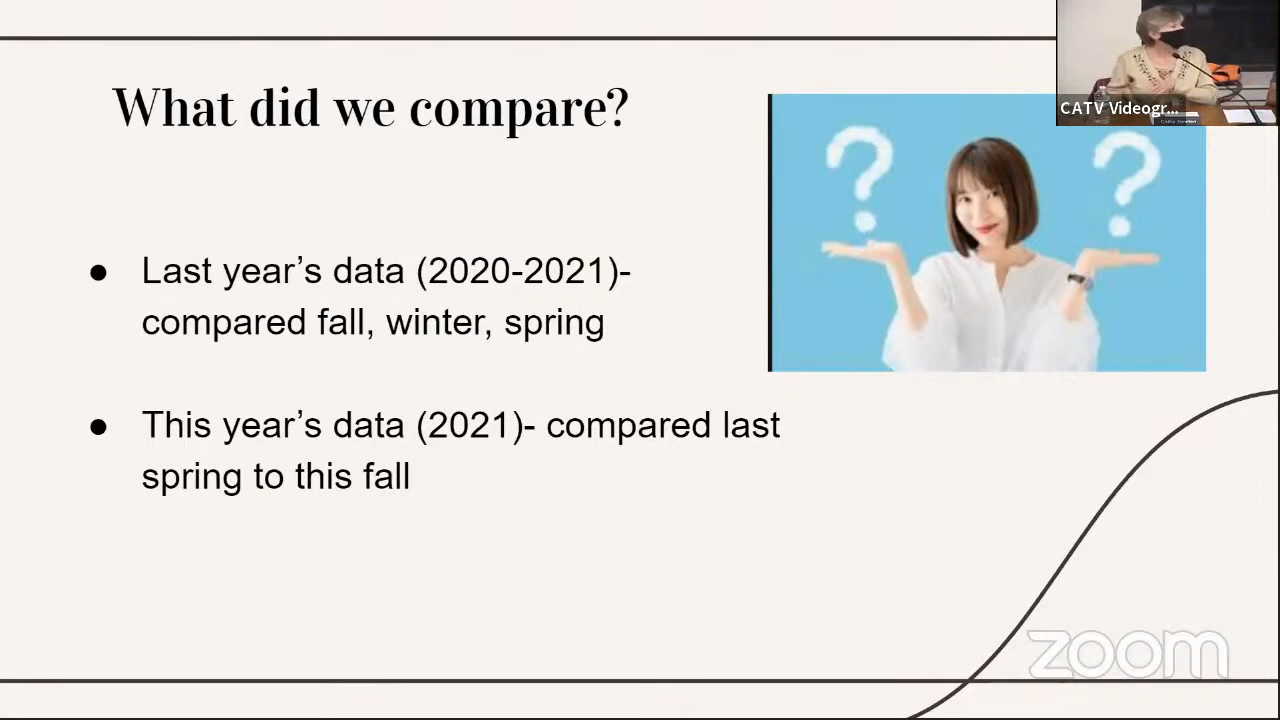 What did we compare?
CATV Videogr...
● Last year’s data (2020-2021)-
compared fall, winter, spring
● This year’s data (2021)- compared last
spring to this fall
zoom